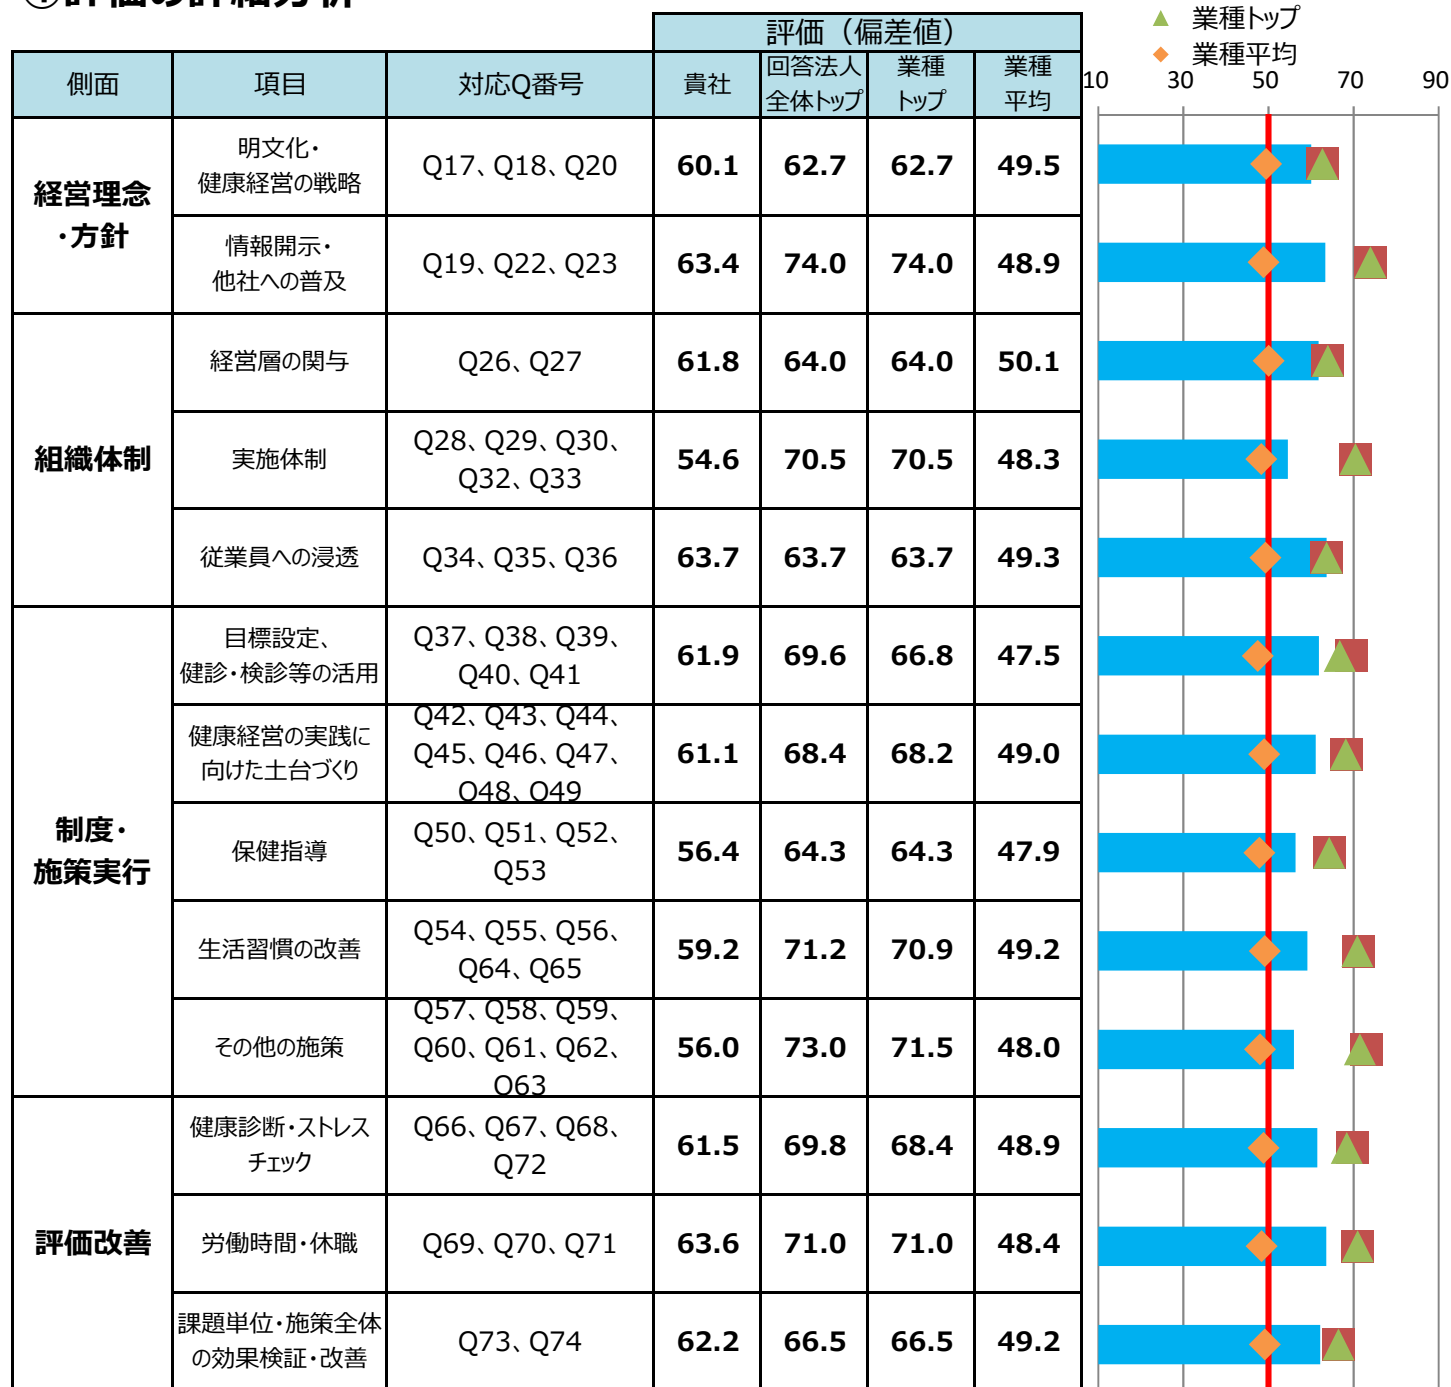 ①評価の詳細分析
▲ 業種トップ
◆ 業種平均
評価（偏差値）
側面 項目 対応Q番号 貴社 回答法人全体トップ 業種トップ 業種平均
10 30 50 70 90
経営理念・方針
明文化・健康経営の戦略 Q17、Q18、Q20 60.1 62.7 62.7 49.5
情報開示・他社への普及 Q19、Q22、Q23 63.4 74.0 74.0 48.9
組織体制
経営層の関与 Q26、Q27 61.8 64.0 64.0 50.1
実施体制 Q28、Q29、Q30、Q32、Q33 54.6 70.5 70.5 48.3
従業員への浸透 Q34、Q35、Q36 63.7 63.7 63.7 49.3
制度・施策実行
目標設定、健診・検診等の活用 Q37、Q38、Q39、Q40、Q41 61.9 69.6 66.8 47.5
健康経営の実践に向けた土台づくり Q42、Q43、Q44、Q45、Q46、Q47、Q48、Q49 61.1 68.4 68.2 49.0
保健指導 Q50、Q51、Q52、Q53 56.4 64.3 64.3 47.9
生活習慣の改善 Q54、Q55、Q56、Q64、Q65 59.2 71.2 70.9 49.2
その他の施策 Q57、Q58、Q59、Q60、Q61、Q62、Q63 56.0 73.0 71.5 48.0
評価改善
健康診断・ストレスチェック Q66、Q67、Q68、Q72 61.5 69.8 68.4 48.9
労働時間・休職 Q69、Q70、Q71 63.6 71.0 71.0 48.4
課題単位・施策全体の効果検証・改善 Q73、Q74 62.2 66.5 66.5 49.2